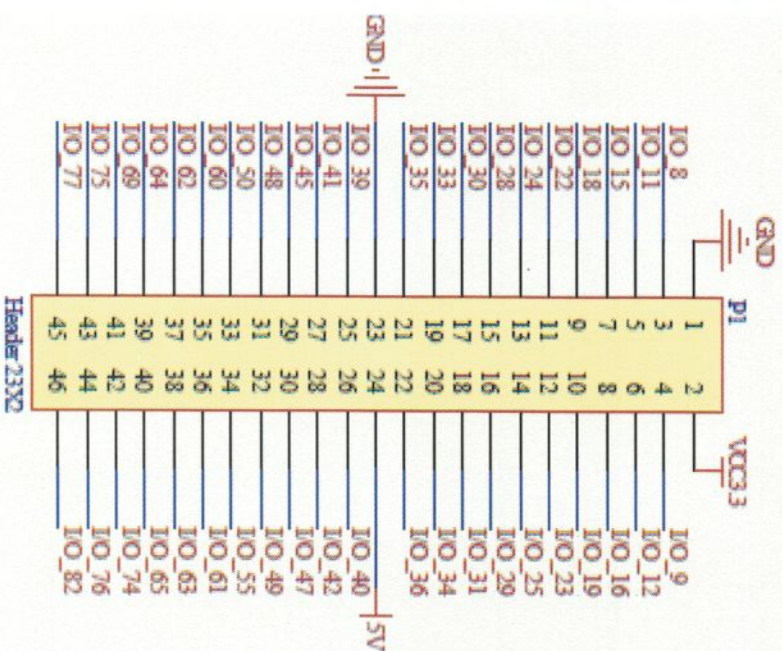 GND P1 VCC3.3
1 2
IO_8 3 4 IO_9
IO_11 5 6 IO_12
IO_15 7 8 IO_16
IO_18 9 10 IO_19
IO_22 11 12 IO_23
IO_24 13 14 IO_25
IO_28 15 16 IO_29
IO_30 17 18 IO_31
IO_33 19 20 IO_34
IO_35 21 22 IO_36
GND 23 24 5V
IO_39 25 26 IO_40
IO_41 27 28 IO_42
IO_45 29 30 IO_47
IO_48 31 32 IO_49
IO_50 33 34 IO_55
IO_60 35 36 IO_61
IO_62 37 38 IO_63
IO_64 39 40 IO_65
IO_69 41 42 IO_74
IO_75 43 44 IO_76
IO_77 45 46 IO_82
Header 23X2